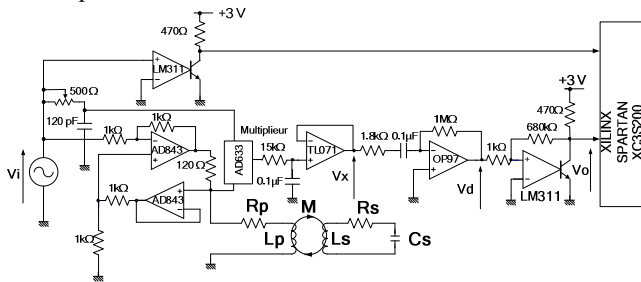 +3 V
470Ω
LM311
500Ω
120 pF
1kΩ
1kΩ
AD843
120 Ω
Multiplieur
AD633
15kΩ
0.1µF
TL071
Vx
1.8kΩ 0.1µF
1MΩ
OP97
Vd
1kΩ
680kΩ
+3 V
470Ω
LM311
Vo
XILINX
SPARTAN
XC3S200
Vi
1kΩ
AD843
1kΩ
Rp
M
Rs
Lp
Ls
Cs